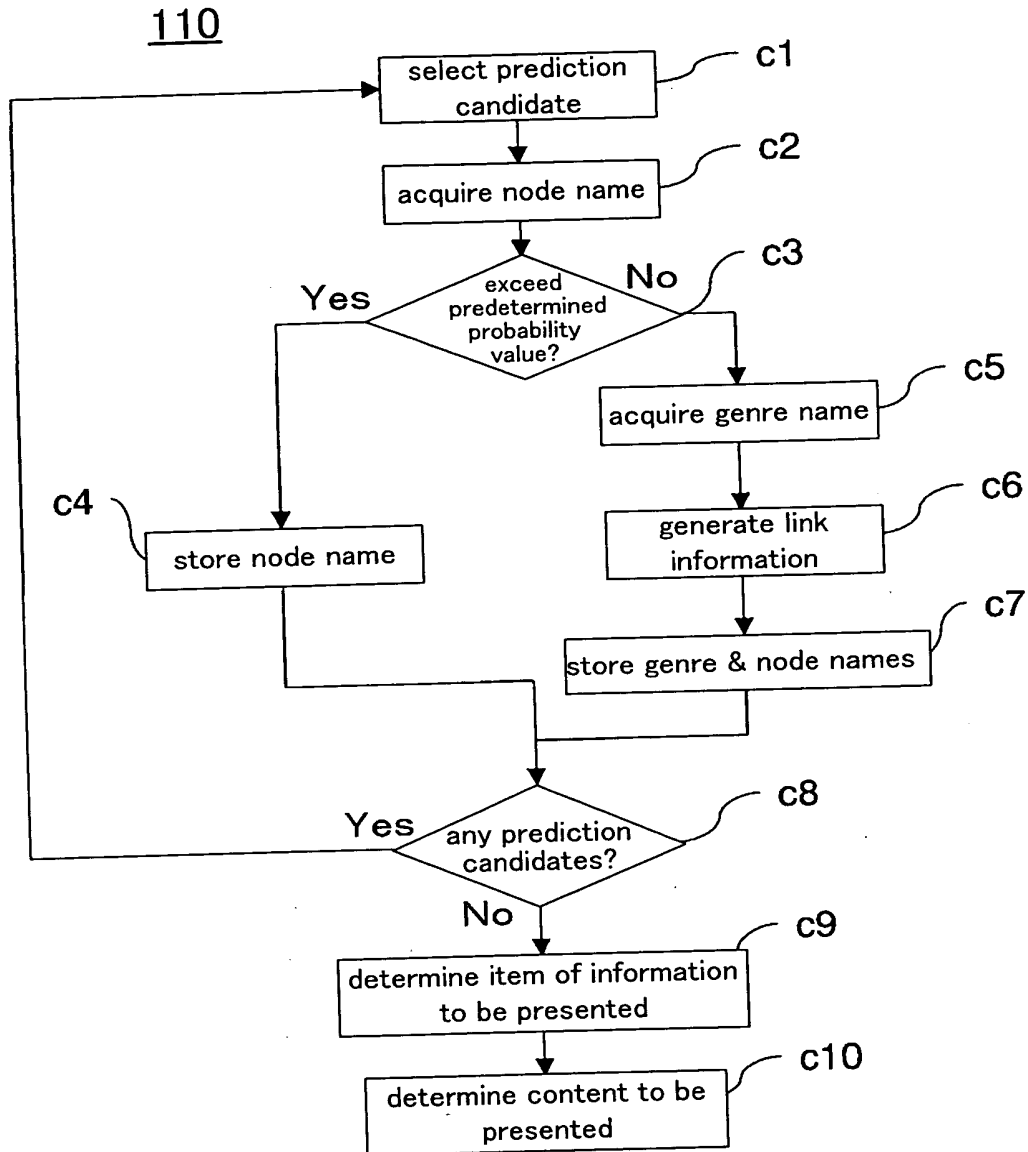 110
select prediction
candidate
c1
acquire node name
c2
exceed
predetermined
probability
value?
c3
Yes
No
acquire genre name
c5
c4
store node name
generate link
information
c6
store genre & node names
c7
any prediction
candidates?
c8
Yes
No
determine item of information
to be presented
c9
determine content to be
presented
c10